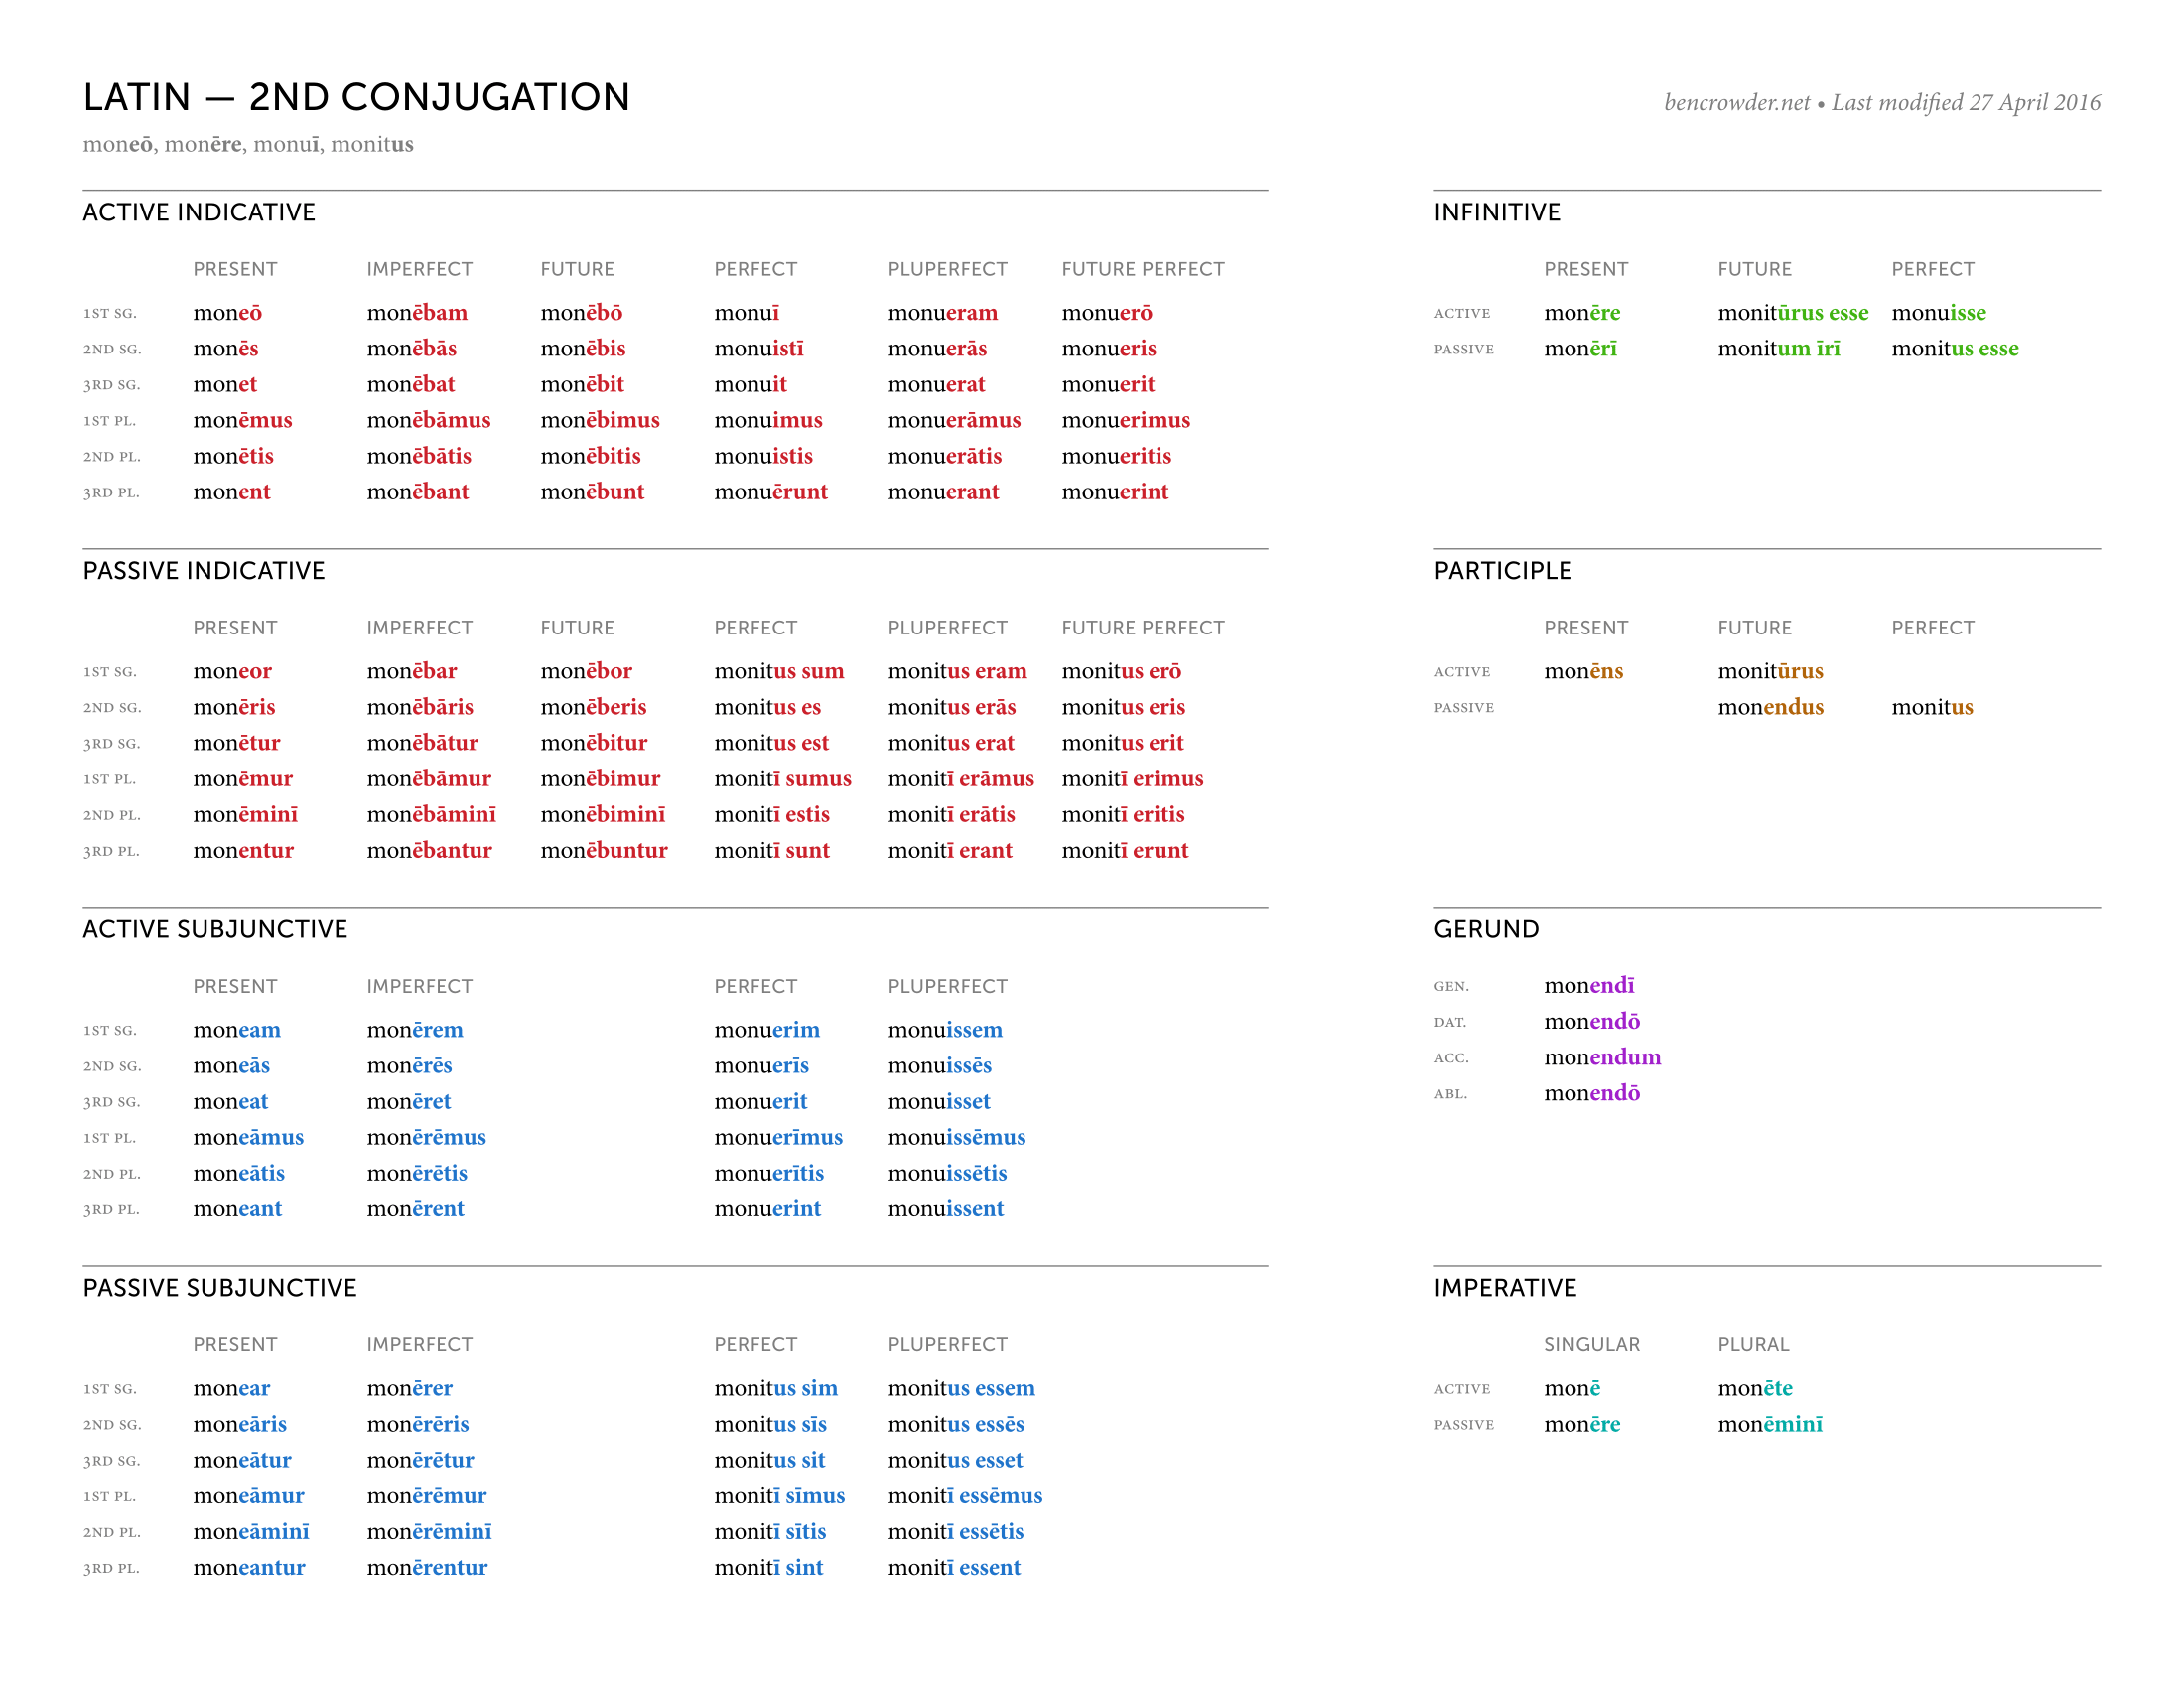 LATIN — 2ND CONJUGATION
bencrowder.net • Last modified 27 April 2016
moneō, monēre, monuī, monitus
ACTIVE INDICATIVE
PRESENT IMPERFECT FUTURE PERFECT PLUPERFECT FUTURE PERFECT
1ST SG. moneō monēbam monēbō monuī monueram monuerō
2ND SG. monēs monēbās monēbis monuistī monuerās monueris
3RD SG. monet monēbat monēbit monuit monuerat monuerit
1ST PL. monēmus monēbāmus monēbimus monuimus monuerāmus monuerimus
2ND PL. monētis monēbātis monēbitis monuistis monuerātis monueritis
3RD PL. monent monēbant monēbunt monuērunt monuerant monuerint
INFINITIVE
PRESENT FUTURE PERFECT
ACTIVE monēre monitūrus esse monuisse
PASSIVE monērī monitum īrī monitus esse
PASSIVE INDICATIVE
PRESENT IMPERFECT FUTURE PERFECT PLUPERFECT FUTURE PERFECT
1ST SG. moneor monēbar monēbor monitus sum monitus eram monitus erō
2ND SG. monēris monēbāris monēberis monitus es monitus erās monitus eris
3RD SG. monētur monēbātur monēbitur monitus est monitus erat monitus erit
1ST PL. monēmur monēbāmur monēbimur monitī sumus monitī erāmus monitī erimus
2ND PL. monēminī monēbāminī monēbiminī monitī estis monitī erātis monitī eritis
3RD PL. monentur monēbantur monēbuntur monitī sunt monitī erant monitī erunt
PARTICIPLE
PRESENT FUTURE PERFECT
ACTIVE monēns monitūrus
PASSIVE monendus monitus
ACTIVE SUBJUNCTIVE
PRESENT IMPERFECT PERFECT PLUPERFECT
1ST SG. moneam monērem monuerim monuissem
2ND SG. moneās monērēs monuerīs monuissēs
3RD SG. moneat monēret monuerit monuisset
1ST PL. moneāmus monērēmus monuerīmus monuissēmus
2ND PL. moneātis monērētis monuerītis monuissētis
3RD PL. moneant monērent monuerint monuissent
GERUND
GEN. monendī
DAT. monendō
ACC. monendum
ABL. monendō
PASSIVE SUBJUNCTIVE
PRESENT IMPERFECT PERFECT PLUPERFECT
1ST SG. monear monērer monitus sim monitus essem
2ND SG. moneāris monērēris monitus sīs monitus essēs
3RD SG. moneātur monērētur monitus sit monitus esset
1ST PL. moneāmur monērēmur monitī sīmus monitī essēmus
2ND PL. moneāminī monērēminī monitī sītis monitī essētis
3RD PL. moneantur monērentur monitī sint monitī essent
IMPERATIVE
SINGULAR PLURAL
ACTIVE monē monēte
PASSIVE monēre monēminī